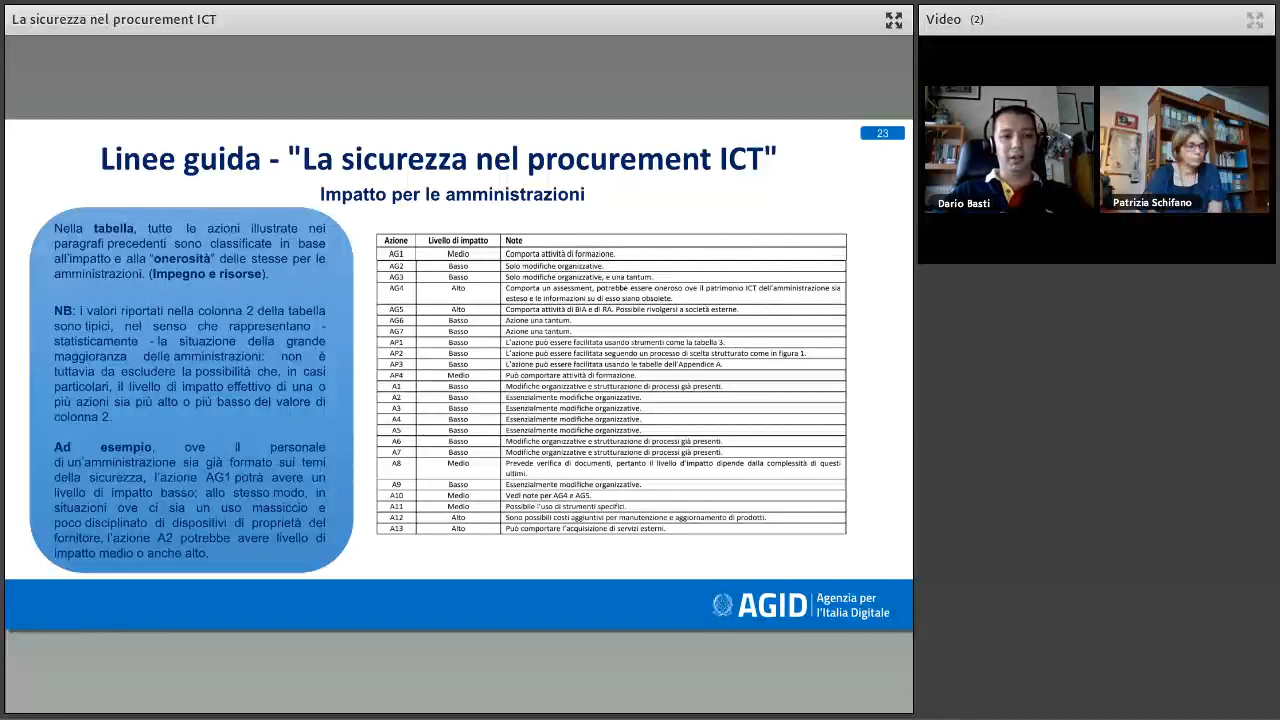 La sicurezza nel procurement ICT
Video (2)
Dario Basti
Patrizia Schifano
23
Linee guida - "La sicurezza nel procurement ICT"
Impatto per le amministrazioni
Nella tabella, tutte le azioni illustrate nei
paragrafi precedenti sono classificate in base
all'impatto e alla "onerosità" delle stesse per le
amministrazioni. (Impegno e risorse).
NB: i valori riportati nella colonna 2 della tabella
sono tipici, nel senso che rappresentano -
statisticamente - la situazione della grande
maggioranza delle amministrazioni: non è
tuttavia da escludere la possibilità che, in casi
particolari, il livello di impatto effettivo di una o
più azioni sia più alto o più basso del valore di
colonna 2.
Ad esempio, ove il personale
di un'amministrazione sia già formato sui temi
della sicurezza, l'azione AG1 potrà avere un
livello di impatto basso; allo stesso modo, in
situazioni ove ci sia un uso massiccio e
poco disciplinato di dispositivi di proprietà del
fornitore, l'azione A2 potrebbe avere livello di
impatto medio o anche alto.
Azione Livello di impatto Note
AG1 Medio Comporta attività di formazione.
AG2 Basso Solo modifiche organizzative.
AG3 Basso Solo modifiche organizzative, e una tantum.
AG4 Alto Comporta un assessment, potrebbe essere oneroso ove il patrimonio ICT dell'amministrazione sia
esteso e le informazioni su di esso siano obsolete.
AG5 Alto Comporta attività di BIA e di RA. Possibile rivolgersi a società esterne.
AG6 Basso Azione una tantum.
AG7 Basso Azione una tantum.
AP1 Basso L'azione può essere facilitata usando strumenti come la tabella 3.
AP2 Basso L'azione può essere facilitata seguendo un processo di scelta strutturato come in figura 1.
AP3 Basso L'azione può essere facilitata usando le tabelle dell'Appendice A.
AP4 Medio Può comportare attività di formazione.
A1 Basso Modifiche organizzative e strutturazione di processi già presenti.
A2 Basso Essenzialmente modifiche organizzative.
A3 Basso Essenzialmente modifiche organizzative.
A4 Basso Essenzialmente modifiche organizzative.
A5 Basso Essenzialmente modifiche organizzative.
A6 Basso Modifiche organizzative e strutturazione di processi già presenti.
A7 Basso Modifiche organizzative e strutturazione di processi già presenti.
A8 Medio Prevede verifica di documenti, pertanto il livello d'impatto dipende dalla complessità di questi
ultimi.
A9 Basso Essenzialmente modifiche organizzative.
A10 Medio Vedi note per AG4 e AG5.
A11 Medio Possibile l'uso di strumenti specifici.
A12 Alto Sono possibili costi aggiuntivi per manutenzione e aggiornamento di prodotti.
A13 Alto Può comportare l'acquisizione di servizi esterni.
AGID Agenzia per
l'Italia Digitale